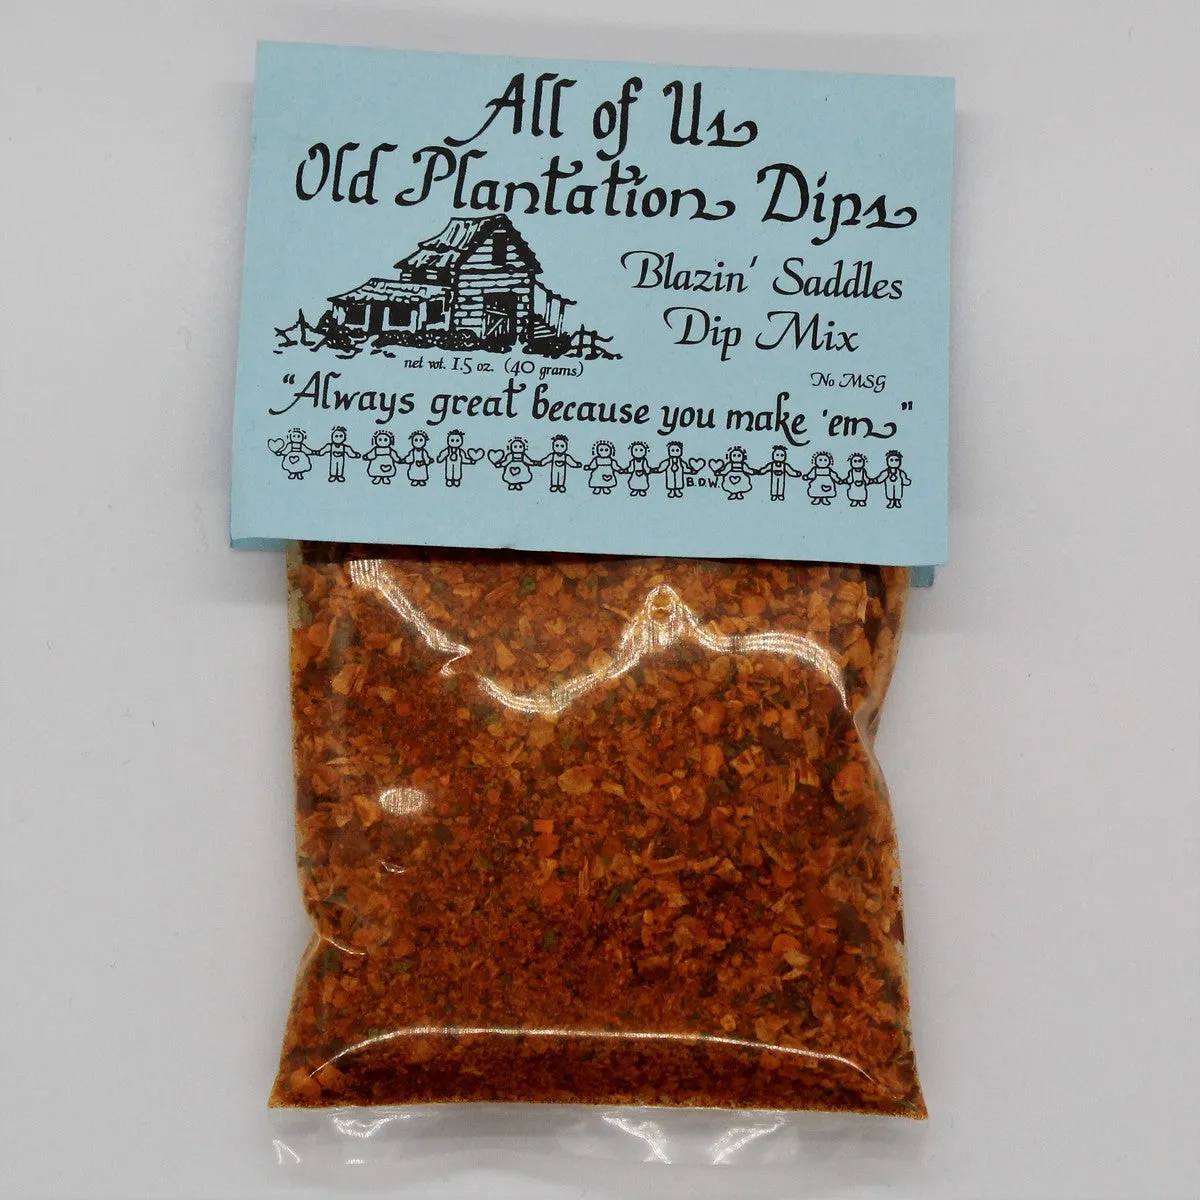 All of Us
Old Plantation Dips
Blazin' Saddles
Dip Mix
net wt. 1.5 oz. (40 grams)
No MSG
"Always great because you make 'em"
B.D.W.